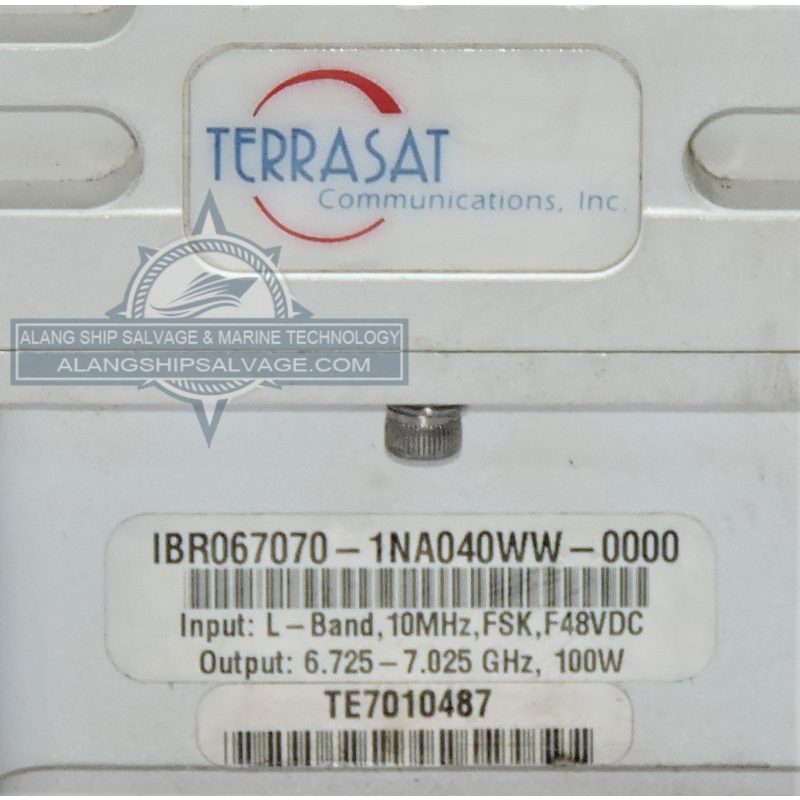 TERRASAT
Communications, Inc.
ALANG SHIP SALVAGE & MARINE TECHNOLOGY
ALANGSHIPSALVAGE.COM
IBR067070-1NA040WW-0000
Input: L-Band,10MHz,FSK,F48VDC
Output: 6.725-7.025 GHz, 100W
TE7010487